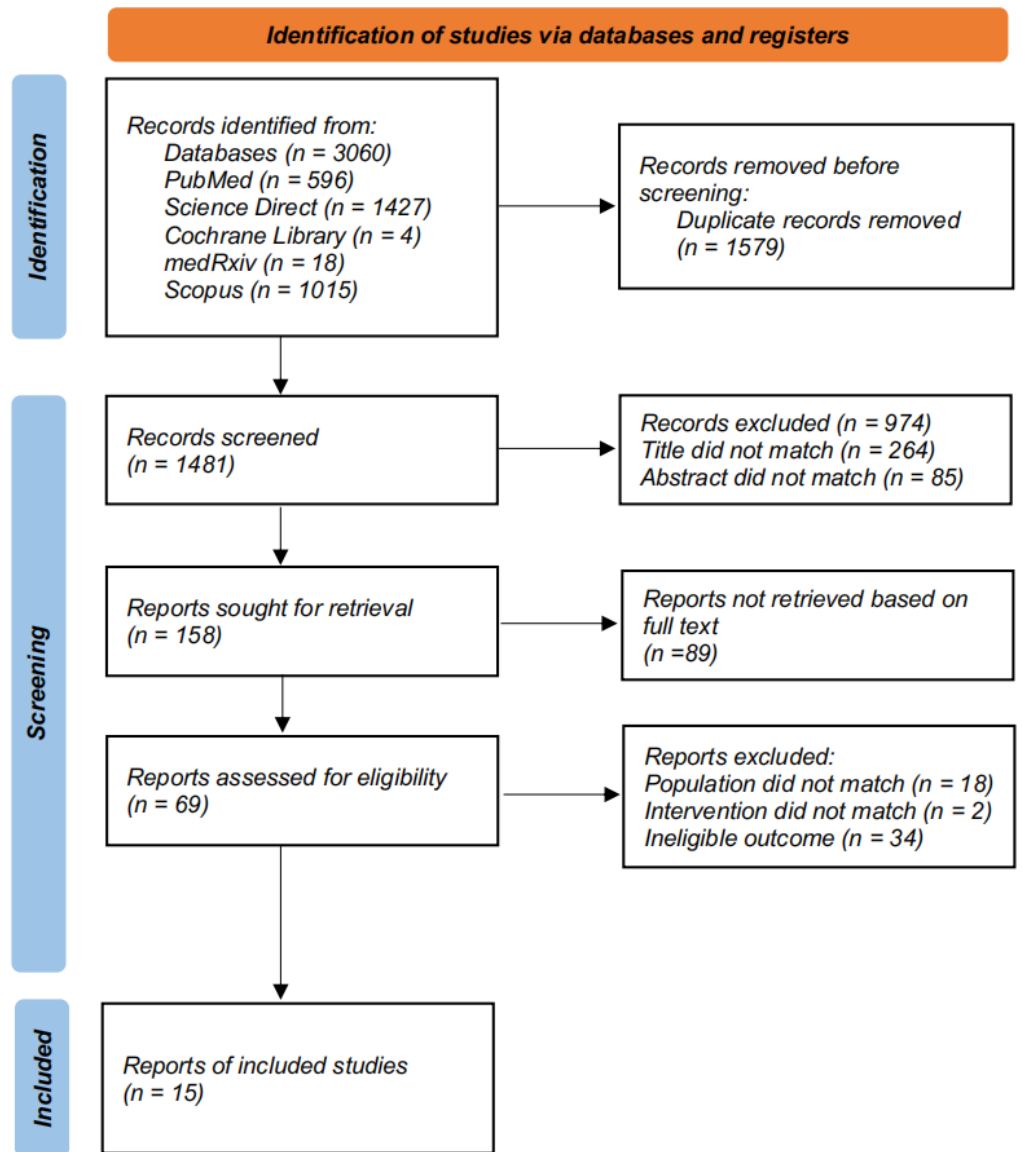 Identification of studies via databases and registers
Identification
Records identified from:
Databases (n = 3060)
PubMed (n = 596)
Science Direct (n = 1427)
Cochrane Library (n = 4)
medRxiv (n = 18)
Scopus (n = 1015)
Records removed before
screening:
Duplicate records removed
(n = 1579)
Screening
Records screened
(n = 1481)
Records excluded (n = 974)
Title did not match (n = 264)
Abstract did not match (n = 85)
Reports sought for retrieval
(n = 158)
Reports not retrieved based on
full text
(n =89)
Reports assessed for eligibility
(n = 69)
Reports excluded:
Population did not match (n = 18)
Intervention did not match (n = 2)
Ineligible outcome (n = 34)
Included
Reports of included studies
(n = 15)